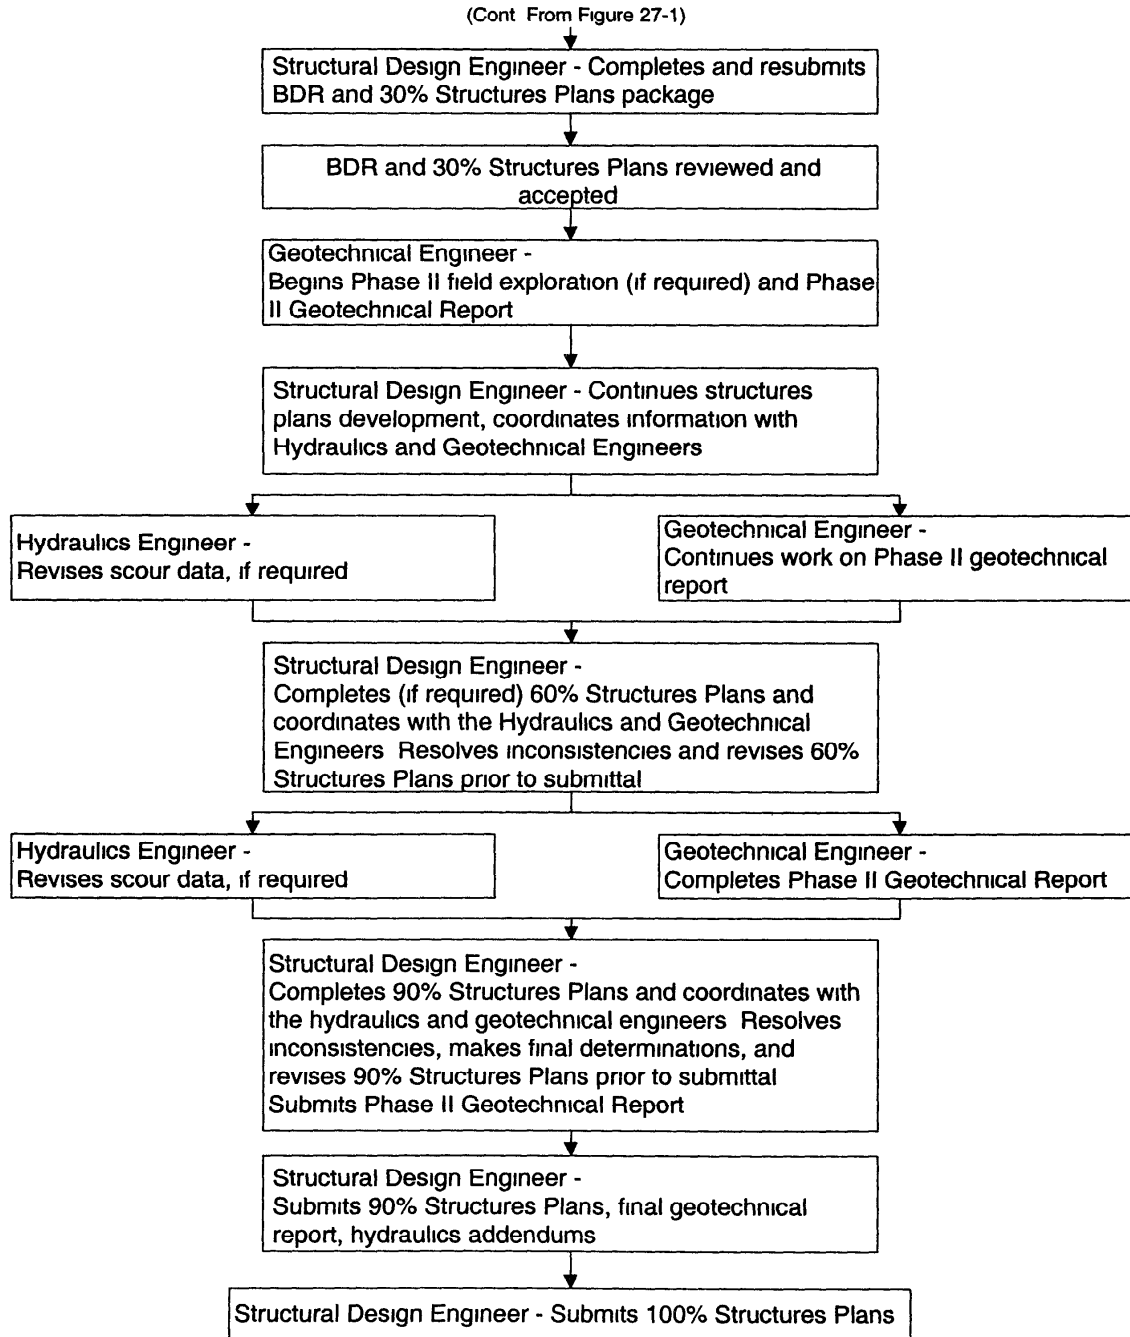 (Cont From Figure 27-1)
Structural Design Engineer - Completes and resubmits
BDR and 30% Structures Plans package
BDR and 30% Structures Plans reviewed and
accepted
Geotechnical Engineer -
Begins Phase II field exploration (if required) and Phase
II Geotechnical Report
Structural Design Engineer - Continues structures
plans development, coordinates information with
Hydraulics and Geotechnical Engineers
Hydraulics Engineer -
Revises scour data, if required
Geotechnical Engineer -
Continues work on Phase II geotechnical
report
Structural Design Engineer -
Completes (if required) 60% Structures Plans and
coordinates with the Hydraulics and Geotechnical
Engineers Resolves inconsistencies and revises 60%
Structures Plans prior to submittal
Hydraulics Engineer -
Revises scour data, if required
Geotechnical Engineer -
Completes Phase II Geotechnical Report
Structural Design Engineer -
Completes 90% Structures Plans and coordinates with
the hydraulics and geotechnical engineers Resolves
inconsistencies, makes final determinations, and
revises 90% Structures Plans prior to submittal
Submits Phase II Geotechnical Report
Structural Design Engineer -
Submits 90% Structures Plans, final geotechnical
report, hydraulics addendums
Structural Design Engineer - Submits 100% Structures Plans